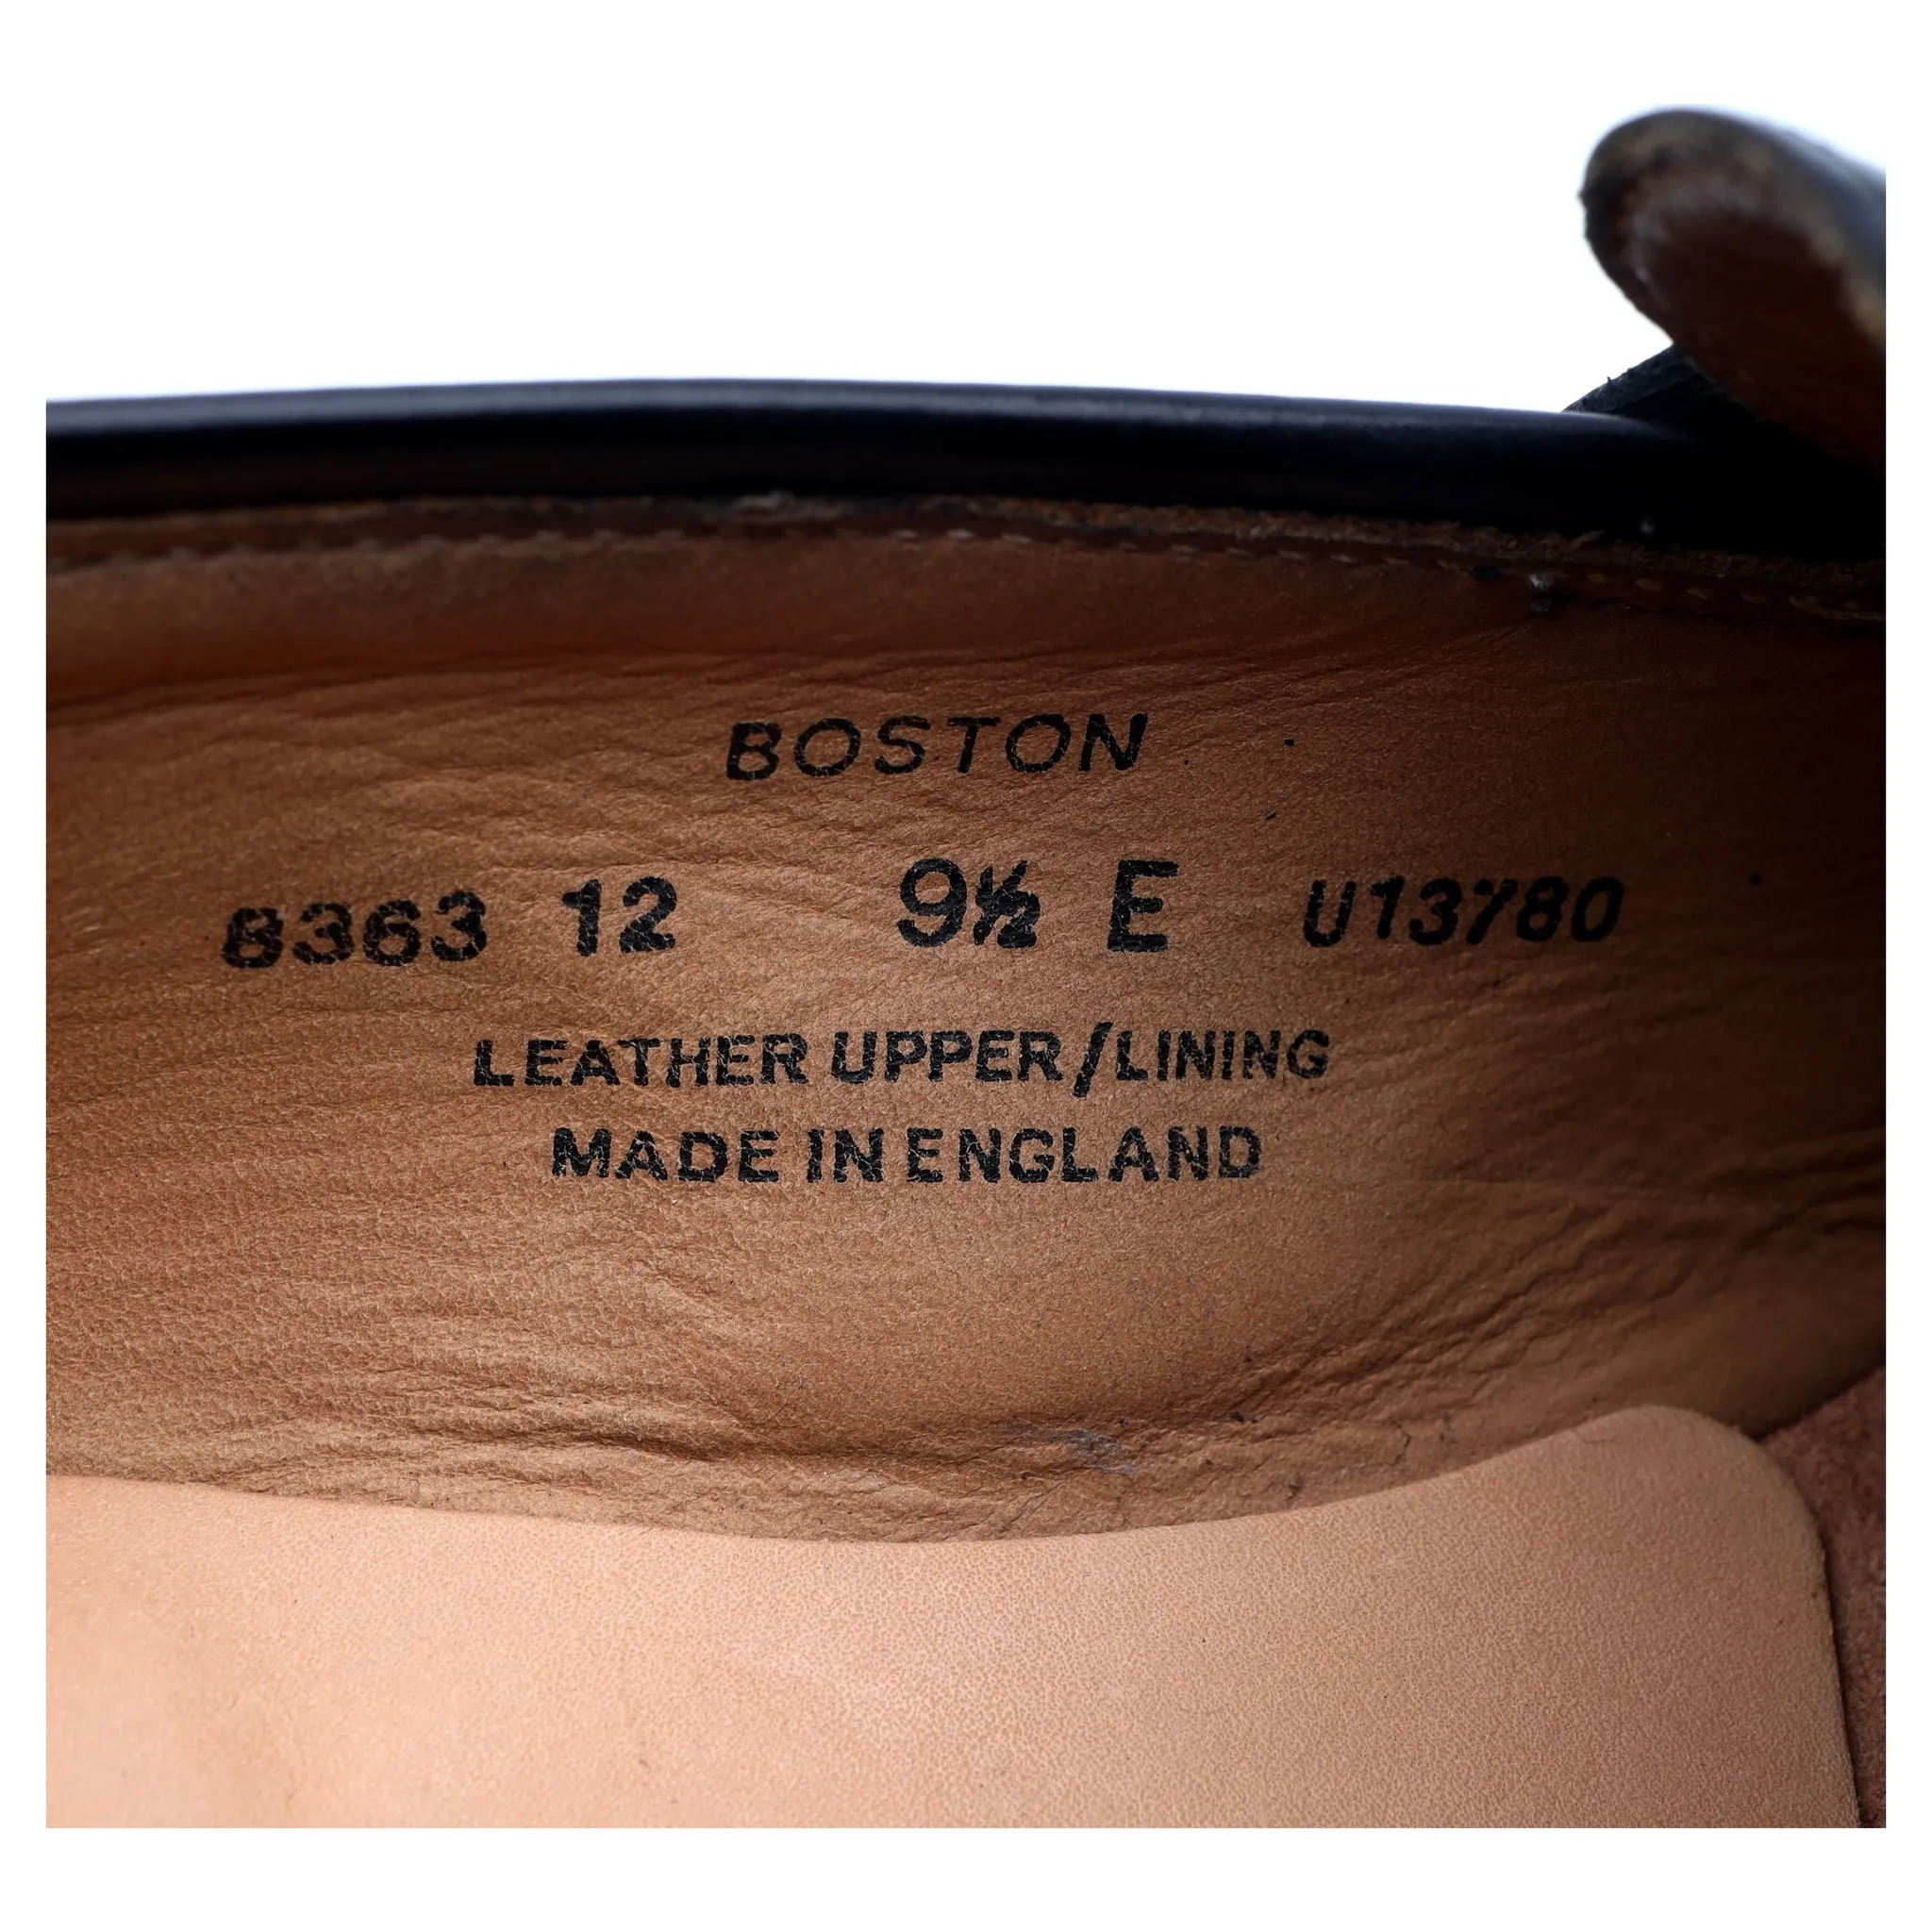 BOSTON
8363 12 9½ E U13780
LEATHER UPPER/LINING
MADE IN ENGLAND